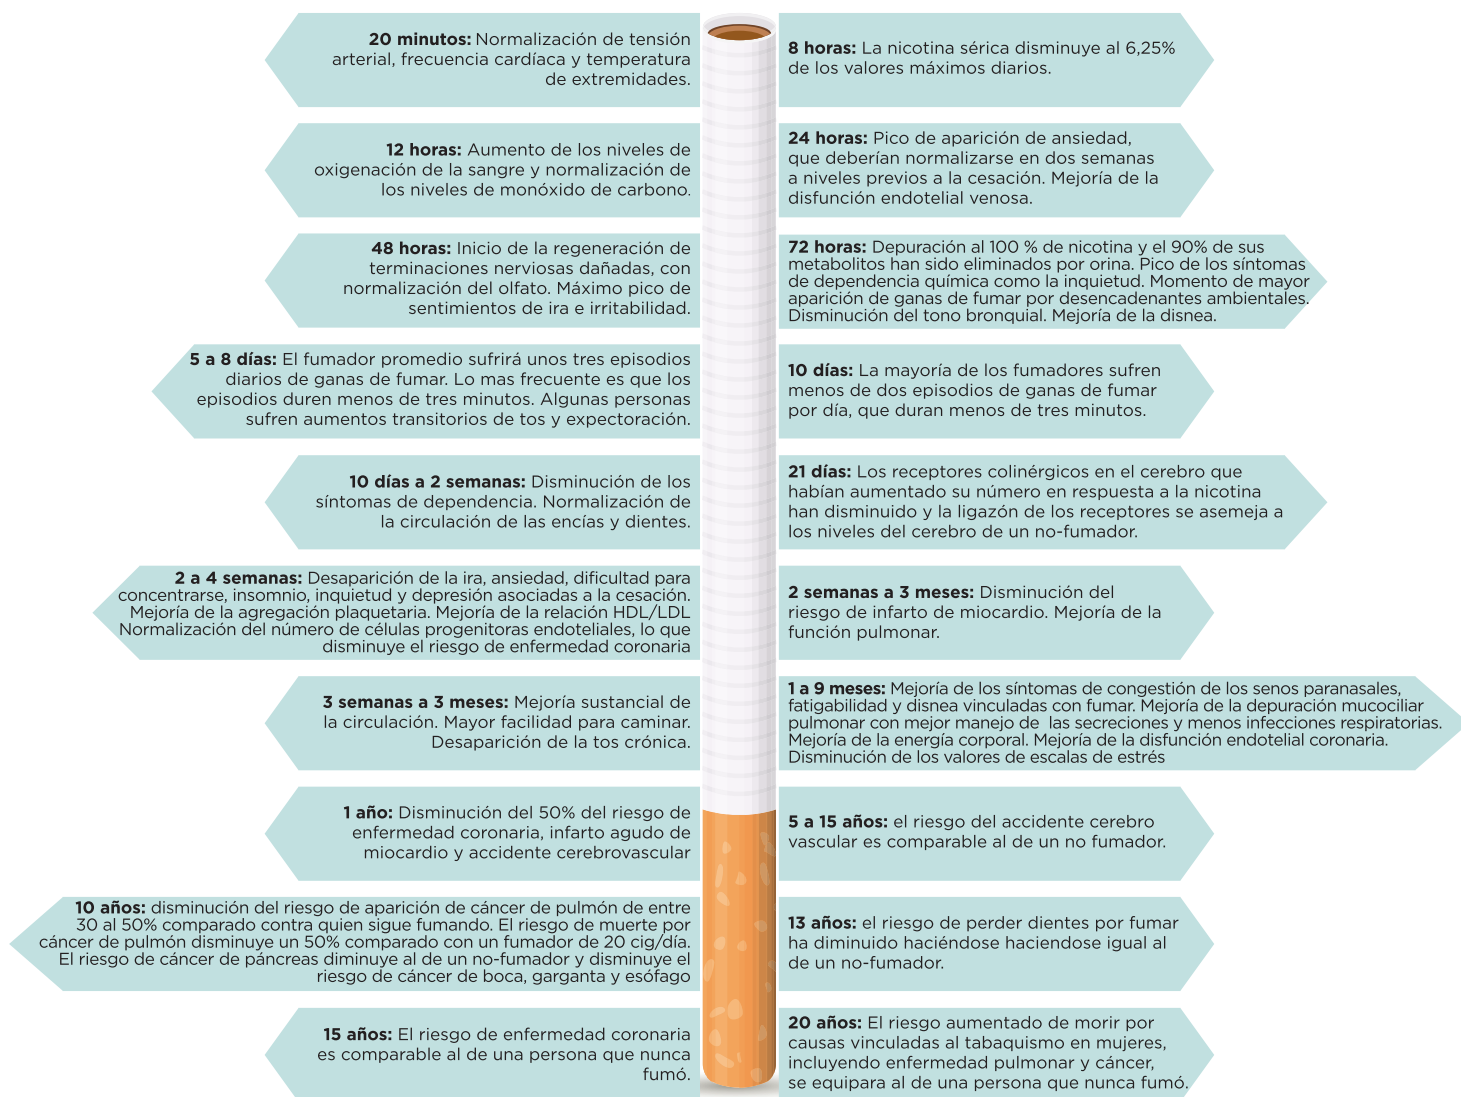 20 minutos: Normalización de tensión
arterial, frecuencia cardíaca y temperatura
de extremidades.
8 horas: La nicotina sérica disminuye al 6,25%
de los valores máximos diarios.
12 horas: Aumento de los niveles de
oxigenación de la sangre y normalización de
los niveles de monóxido de carbono.
24 horas: Pico de aparición de ansiedad,
que deberían normalizarse en dos semanas
a niveles previos a la cesación. Mejoría de la
disfunción endotelial venosa.
48 horas: Inicio de la regeneración de
terminaciones nerviosas dañadas, con
normalización del olfato. Máximo pico de
sentimientos de ira e irritabilidad.
72 horas: Depuración al 100 % de nicotina y el 90% de sus
metabolitos han sido eliminados por orina. Pico de los síntomas
de dependencia química como la inquietud. Momento de mayor
aparición de ganas de fumar por desencadenantes ambientales.
Disminución del tono bronquial. Mejoría de la disnea.
5 a 8 días: El fumador promedio sufrirá unos tres episodios
diarios de ganas de fumar. Lo mas frecuente es que los
episodios duren menos de tres minutos. Algunas personas
sufren aumentos transitorios de tos y expectoración.
10 días: La mayoría de los fumadores sufren
menos de dos episodios de ganas de fumar
por día, que duran menos de tres minutos.
10 días a 2 semanas: Disminución de los
síntomas de dependencia. Normalización de
la circulación de las encías y dientes.
21 días: Los receptores colinérgicos en el cerebro que
habían aumentado su número en respuesta a la nicotina
han disminuido y la ligazón de los receptores se asemeja a
los niveles del cerebro de un no-fumador.
2 a 4 semanas: Desaparición de la ira, ansiedad, dificultad para
concentrarse, insomnio, inquietud y depresión asociadas a la cesación.
Mejoría de la agregación plaquetaria. Mejoría de la relación HDL/LDL
Normalización del número de células progenitoras endoteliales, lo que
disminuye el riesgo de enfermedad coronaria
2 semanas a 3 meses: Disminución del
riesgo de infarto de miocardio. Mejoría de la
función pulmonar.
3 semanas a 3 meses: Mejoría sustancial de
la circulación. Mayor facilidad para caminar.
Desaparición de la tos crónica.
1 a 9 meses: Mejoría de los síntomas de congestión de los senos paranasales,
fatigabilidad y disnea vinculadas con fumar. Mejoría de la depuración mucociliar
pulmonar con mejor manejo de las secreciones y menos infecciones respiratorias.
Mejoría de la energía corporal. Mejoría de la disfunción endotelial coronaria.
Disminución de los valores de escalas de estrés
1 año: Disminución del 50% del riesgo de
enfermedad coronaria, infarto agudo de
miocardio y accidente cerebrovascular
5 a 15 años: el riesgo del accidente cerebro
vascular es comparable al de un no fumador.
10 años: disminución del riesgo de aparición de cáncer de pulmón de entre
30 al 50% comparado contra quien sigue fumando. El riesgo de muerte por
cáncer de pulmón disminuye un 50% comparado con un fumador de 20 cig/día.
El riesgo de cáncer de páncreas diminuye al de un no-fumador y disminuye el
riesgo de cáncer de boca, garganta y esófago
13 años: el riesgo de perder dientes por fumar
ha diminuido haciéndose haciendose igual al
de un no-fumador.
15 años: El riesgo de enfermedad coronaria
es comparable al de una persona que nunca
fumó.
20 años: El riesgo aumentado de morir por
causas vinculadas al tabaquismo en mujeres,
incluyendo enfermedad pulmonar y cáncer,
se equipara al de una persona que nunca fumó.